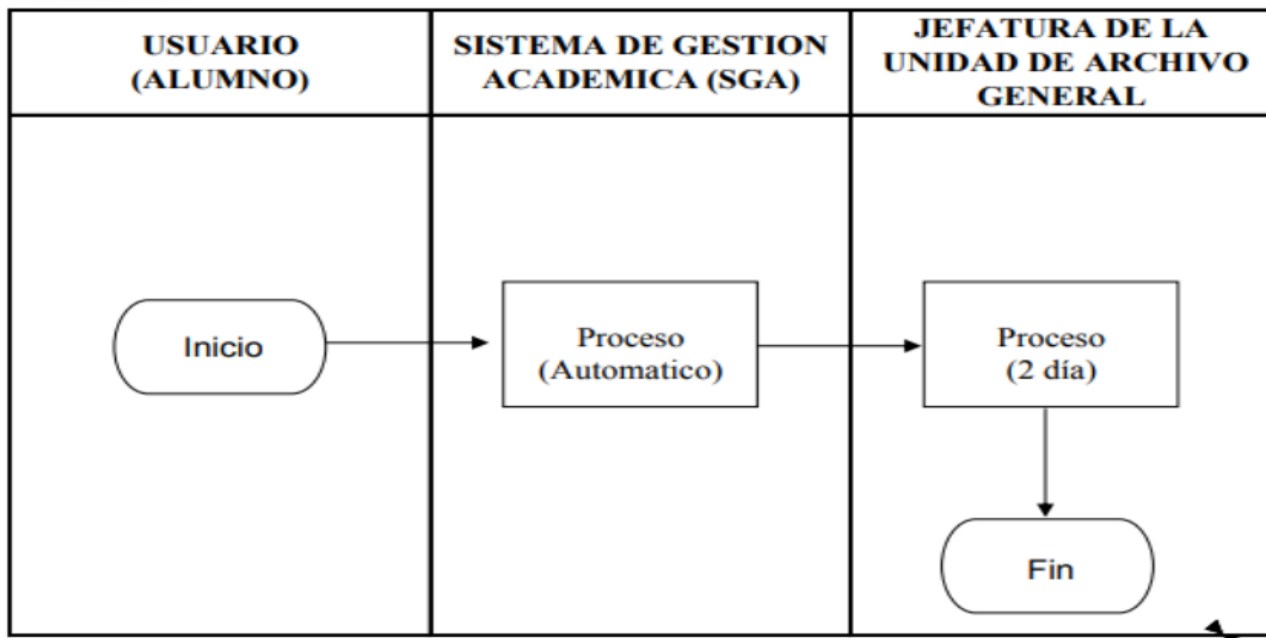 USUARIO
(ALUMNO)
SISTEMA DE GESTION
ACADEMICA (SGA)
JEFATURA DE LA
UNIDAD DE ARCHIVO
GENERAL
Inicio
Proceso
(Automatico)
Proceso
(2 día)
Fin